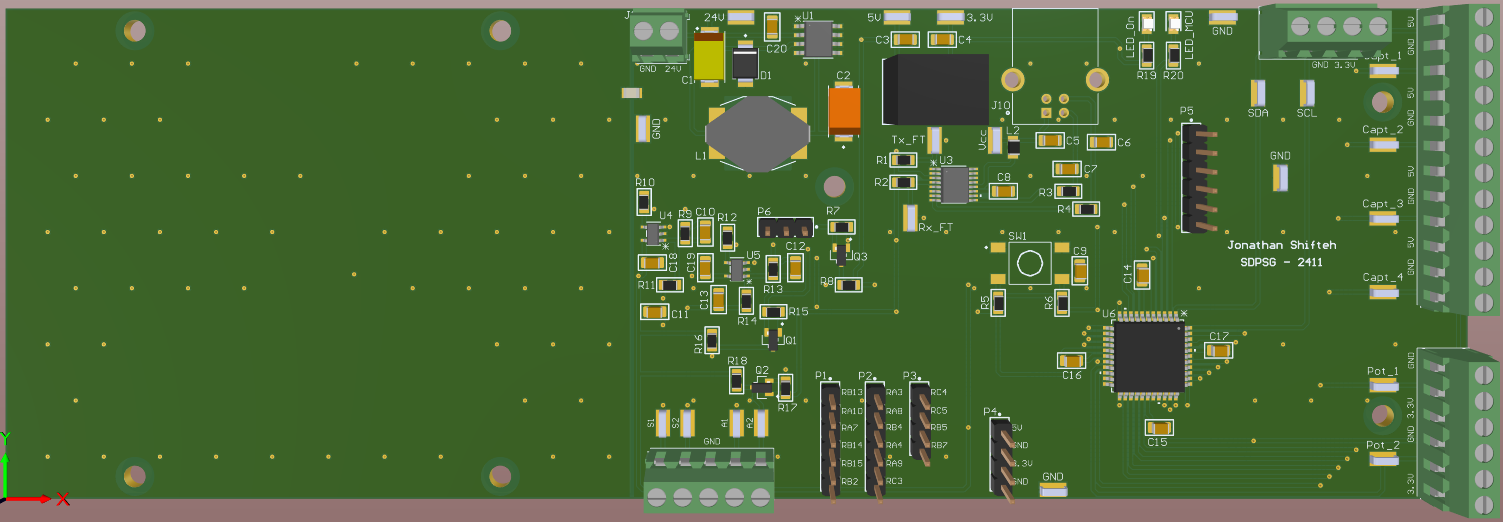 24V
U1
5V
3.3V
LED_On
LED_MCU
GND
5V
C20
C3
C4
GND
GND 24V
GND 3.3V
Capt_1
C1
D1
C2
R19 R20
5V
J10
P5
SDA
SCL
GND
GND
Capt_2
L1
Tx_FT
Vcc
L2
C5
C6
R1
U3
GND
5V
R2
C8
C7
R3
R10
R4
GND
Capt_3
U4
R9
C10
R12
P6
R7
Rx_FT
SW1
5V
Jonathan Shifteh
SDPSG - 2411
C18
C19
U5
C12
Q3
C9
C14
GND
Capt_4
R11
R13
R8
C13
R14
R15
R5
R6
C11
U6
R16
Q1
C17
C16
GND
R18
Q2
R17
P1
P2
P3
Pot_1
RB13
RA3
RC4
3.3V
RA10
RA8
RC5
P4
S1
S2
A1
A2
RA7
RB4
RB5
5V
C15
GND
GND
RB14
RA4
RB7
GND
Pot_2
RB15
RA9
3.3V
RB2
RC3
GND
GND
3.3V
Y
X